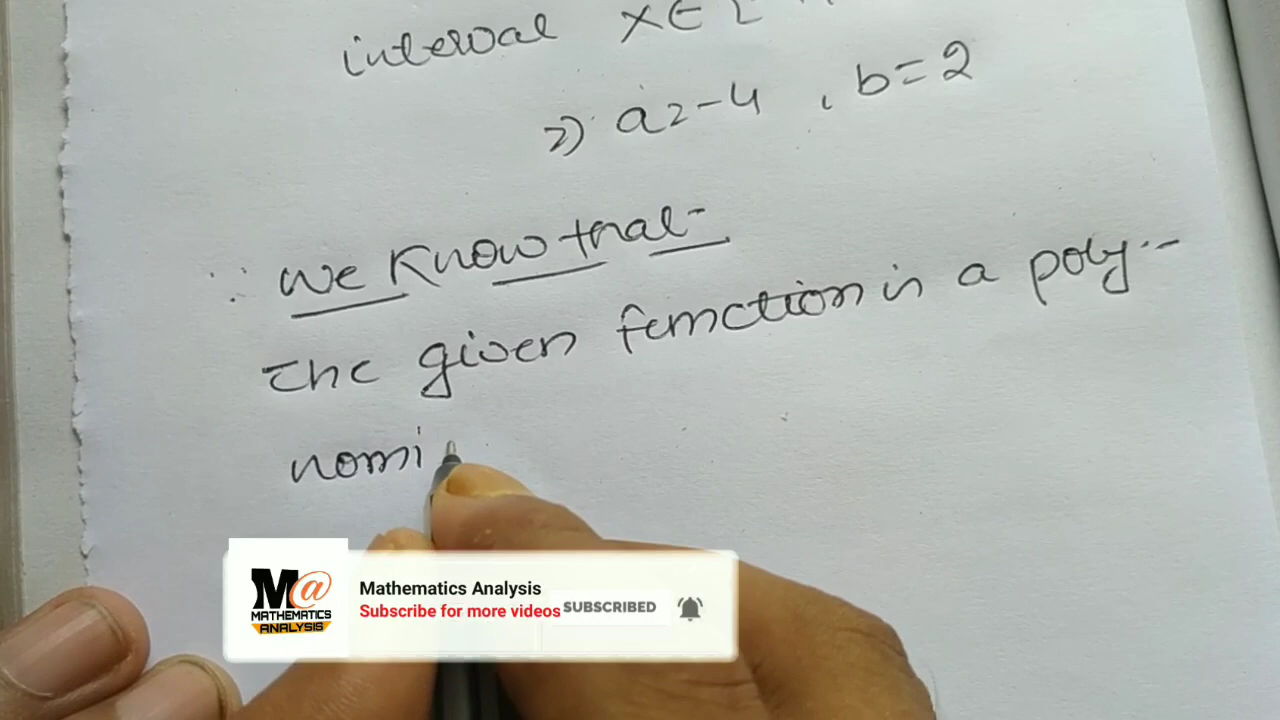 interval x ∈ [
⇒ a = -4 , b = 2
∵ we know that -
The given function is a poly--
nomi
M@
MATHEMATICS
ANALYSIS
Mathematics Analysis
Subscribe for more videos SUBSCRIBED